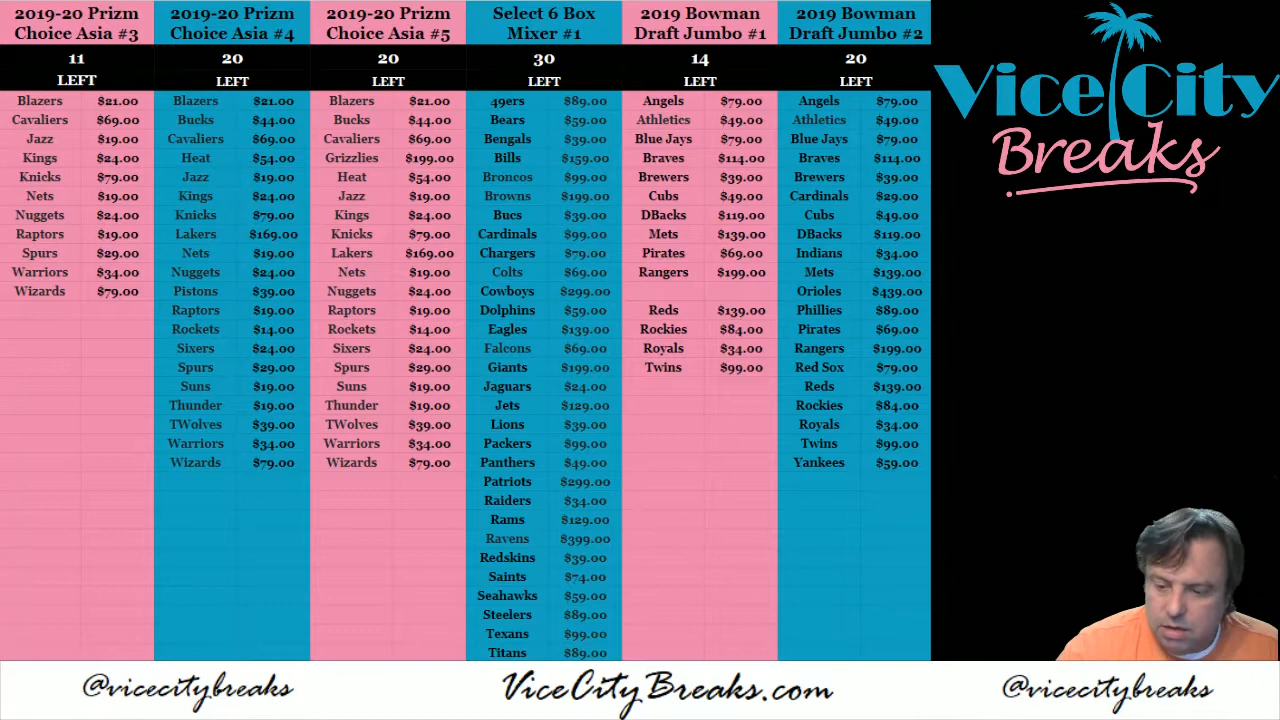 2019-20 Prizm
Choice Asia #3
11
LEFT
Blazers $21.00
Cavaliers $69.00
Jazz $19.00
Kings $24.00
Knicks $79.00
Nets $19.00
Nuggets $24.00
Raptors $19.00
Spurs $29.00
Warriors $34.00
Wizards $79.00
2019-20 Prizm
Choice Asia #4
20
LEFT
Blazers $21.00
Bucks $44.00
Cavaliers $69.00
Heat $54.00
Jazz $19.00
Kings $24.00
Knicks $79.00
Lakers $169.00
Nets $19.00
Nuggets $24.00
Pistons $39.00
Raptors $19.00
Rockets $14.00
Sixers $24.00
Spurs $29.00
Suns $19.00
Thunder $19.00
TWolves $39.00
Warriors $34.00
Wizards $79.00
2019-20 Prizm
Choice Asia #5
20
LEFT
Blazers $21.00
Bucks $44.00
Cavaliers $69.00
Grizzlies $199.00
Heat $54.00
Jazz $19.00
Kings $24.00
Knicks $79.00
Lakers $169.00
Nets $19.00
Nuggets $24.00
Raptors $19.00
Rockets $14.00
Sixers $24.00
Spurs $29.00
Suns $19.00
Thunder $19.00
TWolves $39.00
Warriors $34.00
Wizards $79.00
Select 6 Box
Mixer #1
30
LEFT
49ers $89.00
Bears $59.00
Bengals $39.00
Bills $159.00
Broncos $99.00
Browns $199.00
Bucs $39.00
Cardinals $99.00
Chargers $79.00
Colts $69.00
Cowboys $299.00
Dolphins $59.00
Eagles $139.00
Falcons $69.00
Giants $199.00
Jaguars $24.00
Jets $129.00
Lions $39.00
Packers $99.00
Panthers $49.00
Patriots $299.00
Raiders $34.00
Rams $129.00
Ravens $399.00
Redskins $39.00
Saints $74.00
Seahawks $59.00
Steelers $89.00
Texans $99.00
Titans $89.00
2019 Bowman
Draft Jumbo #1
14
LEFT
Angels $79.00
Athletics $49.00
Blue Jays $79.00
Braves $114.00
Brewers $39.00
Cubs $49.00
DBacks $119.00
Mets $139.00
Pirates $69.00
Rangers $199.00
Reds $139.00
Rockies $84.00
Royals $34.00
Twins $99.00
2019 Bowman
Draft Jumbo #2
20
LEFT
Angels $79.00
Athletics $49.00
Blue Jays $79.00
Braves $114.00
Brewers $39.00
Cardinals $29.00
Cubs $49.00
DBacks $119.00
Indians $34.00
Mets $139.00
Orioles $439.00
Phillies $89.00
Pirates $69.00
Rangers $199.00
Red Sox $79.00
Reds $139.00
Rockies $84.00
Royals $34.00
Twins $99.00
Yankees $59.00
Vice City
Breaks
@vicecitybreaks
ViceCityBreaks.com
@vicecitybreaks